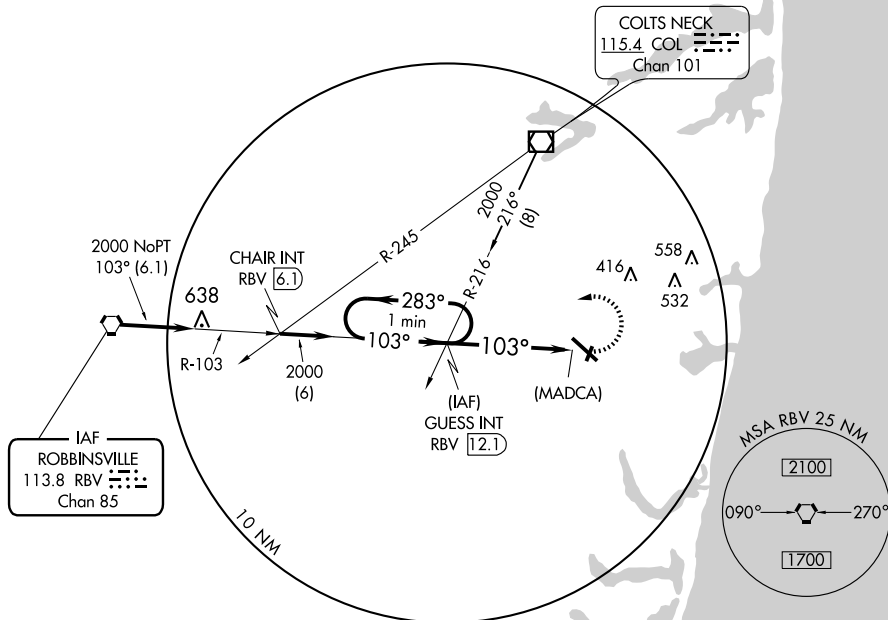 COLTS NECK
115.4 COL
Chan 101
2000
216°
(8)
R-245
R-216
2000 NoPT
103° (6.1)
CHAIR INT
RBV 6.1
638
416
558
532
283°
1 min
103°
103°
R-103
2000
(6)
(MADCA)
(IAF)
GUESS INT
RBV 12.1
IAF
ROBBINSVILLE
113.8 RBV
Chan 85
10 NM
MSA RBV 25 NM
2100
090°
270°
1700